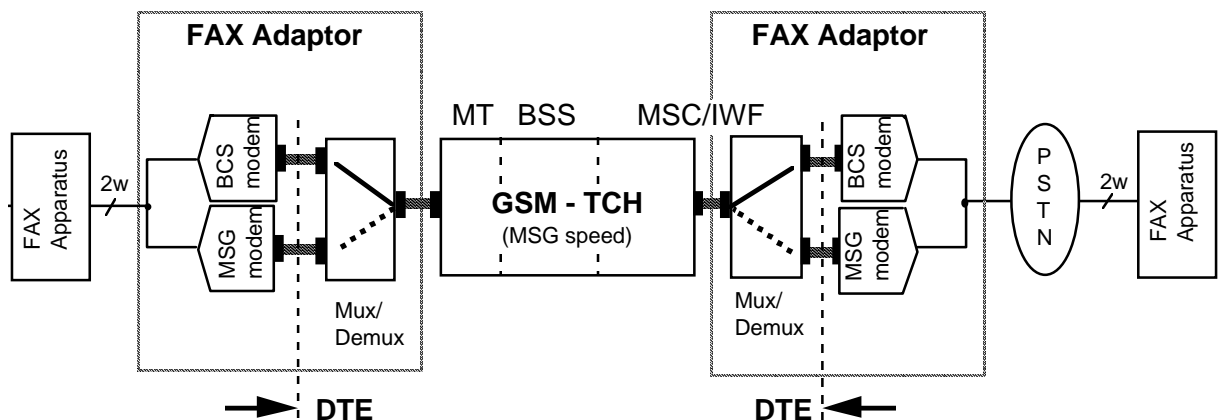 FAX Adaptor
FAX Adaptor
MT
BSS
MSC/IWF
FAX
Apparatus
2w
BCS
modem
MSG
modem
Mux/
Demux
GSM - TCH
(MSG speed)
Mux/
Demux
BCS
modem
MSG
modem
PSTN
2w
FAX
Apparatus
DTE
DTE